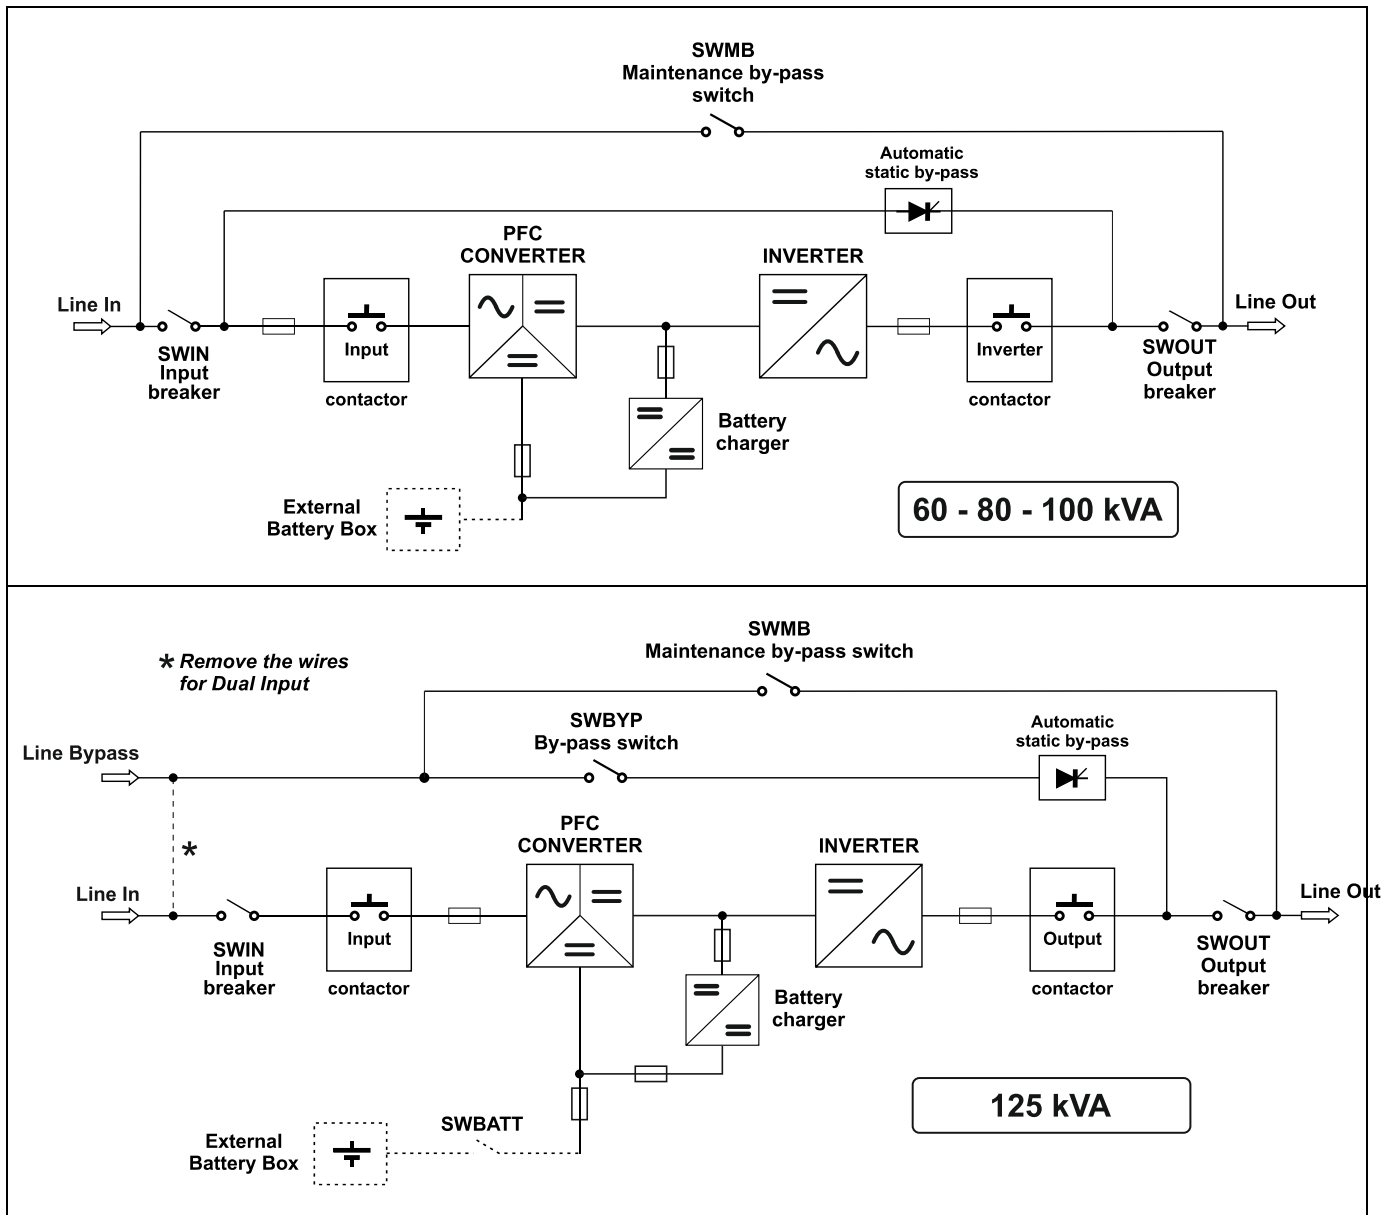 SWMB
Maintenance by-pass
switch
Automatic
static by-pass
PFC
CONVERTER
INVERTER
Line In
Line Out
SWIN
Input
breaker
Input
contactor
Inverter
contactor
SWOUT
Output
breaker
Battery
charger
External
Battery Box
60 - 80 - 100 kVA
SWMB
Maintenance by-pass switch
* Remove the wires
for Dual Input
SWBYP
By-pass switch
Automatic
static by-pass
Line Bypass
*
PFC
CONVERTER
INVERTER
Line In
Line Out
SWIN
Input
breaker
Input
contactor
Output
contactor
SWOUT
Output
breaker
Battery
charger
125 kVA
SWBATT
External
Battery Box